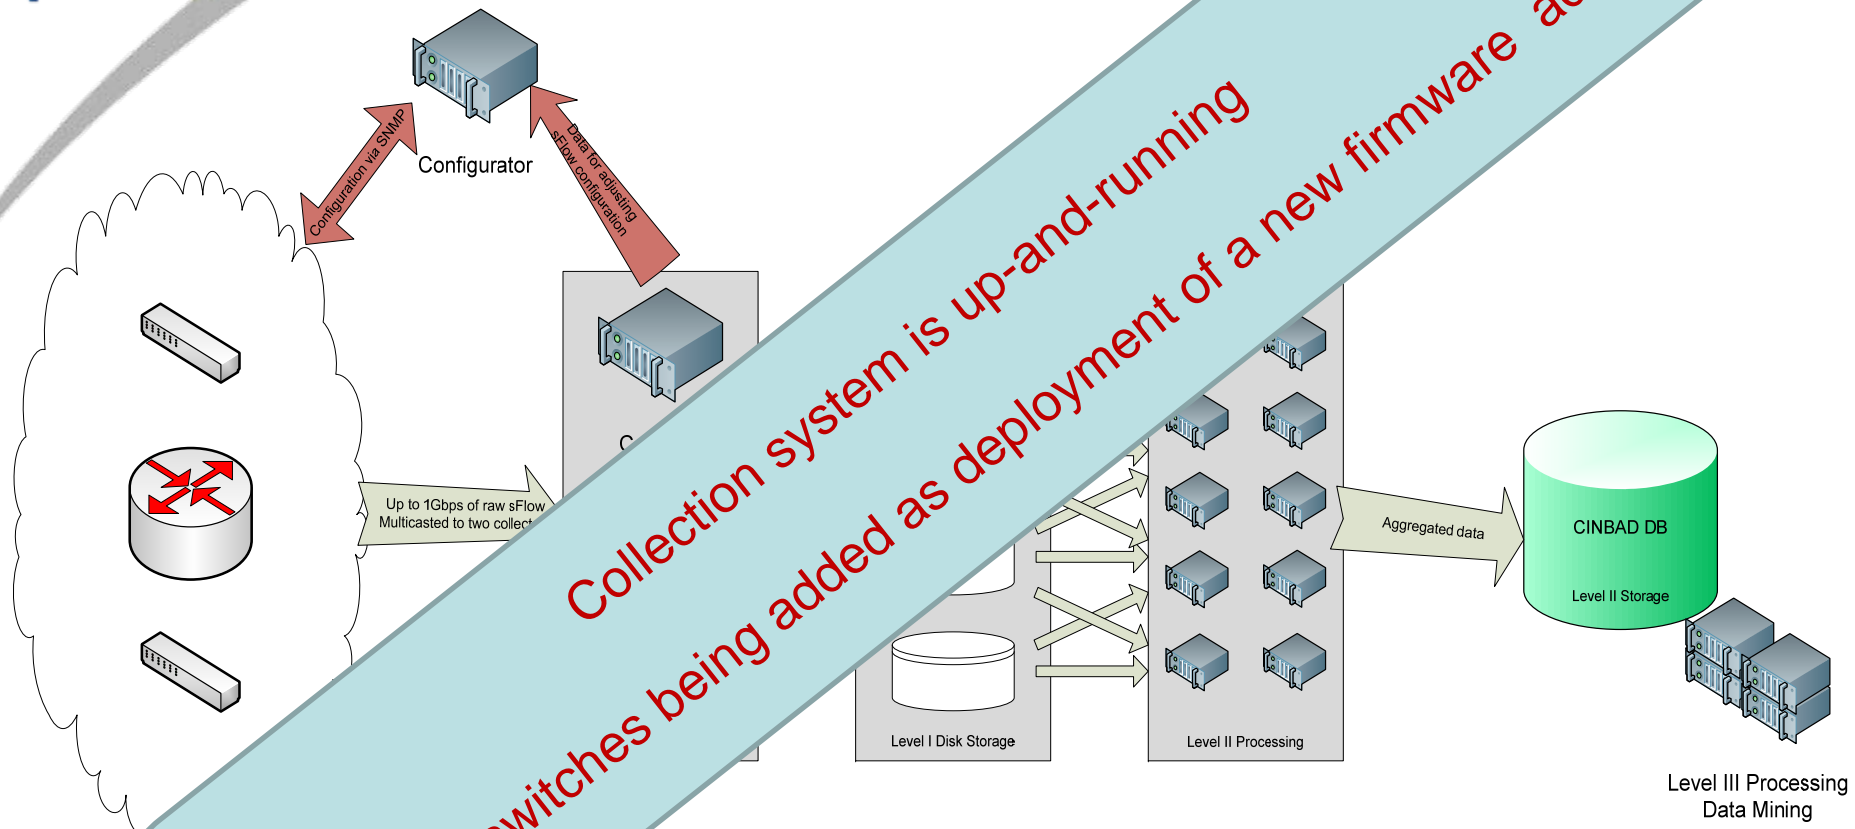 Configurator
Configuration via SNMP
Data for adjusting
sFlow configuration
Collection system is up-and-running
switches being added as deployment of a new firmware
Up to 1Gbps of raw sFlow
Multicasted to two
Aggregated data
CINBAD DB
Level II Storage
Level I Disk Storage
Level II Processing
Level III Processing
Data Mining